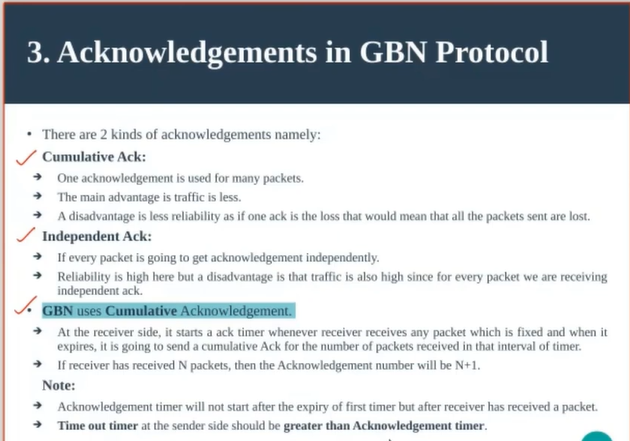 3. Acknowledgements in GBN Protocol
• There are 2 kinds of acknowledgements namely:
Cumulative Ack:
➔ One acknowledgement is used for many packets.
➔ The main advantage is traffic is less.
➔ A disadvantage is less reliability as if one ack is the loss that would mean that all the packets sent are lost.
Independent Ack:
➔ If every packet is going to get acknowledgement independently.
➔ Reliability is high here but a disadvantage is that traffic is also high since for every packet we are receiving
independent ack.
• GBN uses Cumulative Acknowledgement.
➔ At the receiver side, it starts a ack timer whenever receiver receives any packet which is fixed and when it
expires, it is going to send a cumulative Ack for the number of packets received in that interval of timer.
➔ If receiver has received N packets, then the Acknowledgement number will be N+1.
Note:
➔ Acknowledgement timer will not start after the expiry of first timer but after receiver has received a packet.
➔ Time out timer at the sender side should be greater than Acknowledgement timer.